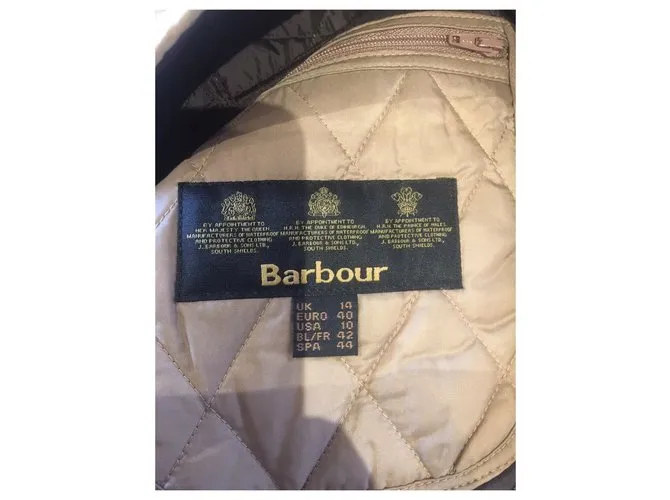 BY APPOINTMENT TO
HER MAJESTY THE QUEEN
MANUFACTURERS OF WATERPROOF
AND PROTECTIVE CLOTHING
J. BARBOUR & SONS LTD.,
SOUTH SHIELDS.
BY APPOINTMENT TO
H.R.H. THE DUKE OF EDINBURGH
MANUFACTURERS OF WATERPROOF
AND PROTECTIVE CLOTHING
J. BARBOUR & SONS LTD.,
SOUTH SHIELDS.
BY APPOINTMENT TO
H.R.H. THE PRINCE OF WALES
MANUFACTURERS OF WATERPROOF
AND PROTECTIVE CLOTHING
J. BARBOUR & SONS LTD.,
SOUTH SHIELDS.
Barbour
UK 14
EURO 40
USA 10
BL/FR 42
SPA 44